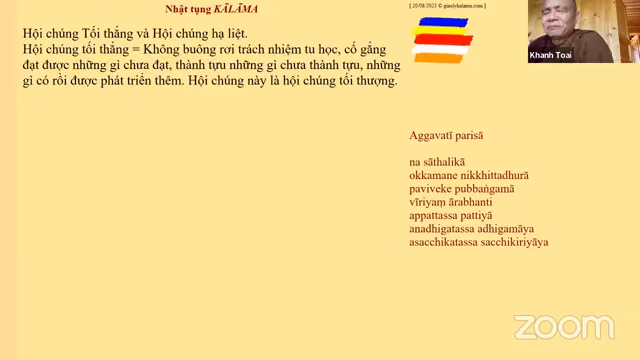 Nhật tụng KĀLĀMA
[ 20/08/2023 © giaolykalama.com ]
Hội chúng Tối thắng và Hội chúng hạ liệt.
Hội chúng tối thắng = Không buông rơi trách nhiệm tu học, cố gắng
đạt được những gì chưa đạt, thành tựu những gì chưa thành tựu, những
gì có rồi được phát triển thêm. Hội chúng này là hội chúng tối thượng.
Khanh Toai
Aggavatī parisā
na sāthalikā
okkamane nikkhittadhurā
paviveke pubbaṅgamā
vīriyaṃ ārabhanti
appattassa pattiyā
anadhigatassa adhigamāya
asacchikatassa sacchikiriyāya
zoom